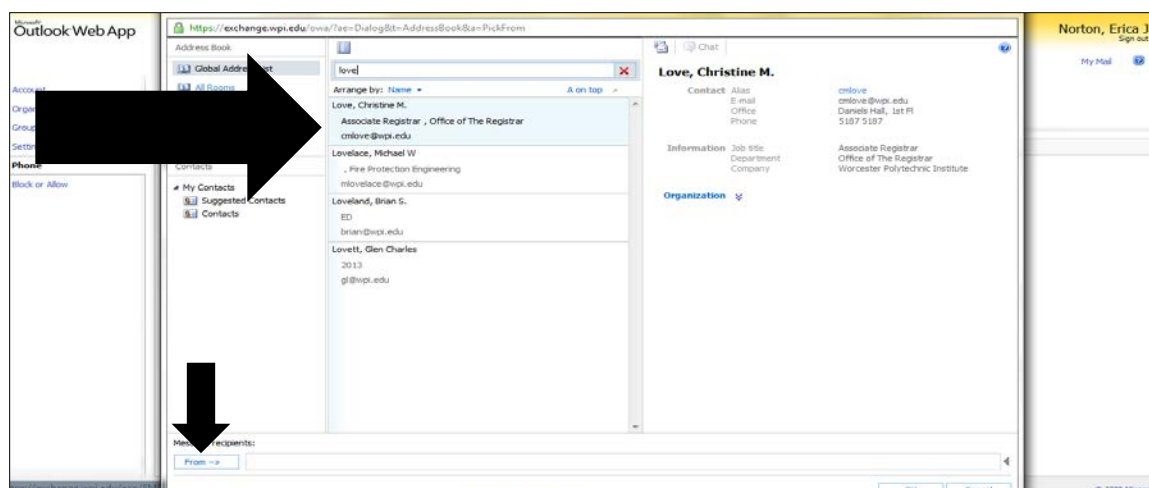 Microsoft
Outlook Web App
https://exchange.wpi.edu/owa/?ae=Dialog&t=AddressBook&a=PickFrom
Norton, Erica J
Sign out
My Mail
Address Book
Global Address List
All Rooms
Contacts
My Contacts
Suggested Contacts
Contacts
Account
Phone
Block or Allow
love
Arrange by: Name
A on top
Love, Christine M.
Associate Registrar , Office of The Registrar
cmlove@wpi.edu
Lovelace, Michael W
, Fire Protection Engineering
mlovelace@wpi.edu
Loveland, Brian S.
ED
brian@wpi.edu
Lovett, Glen Charles
2013
gl@wpi.edu
Chat
Love, Christine M.
Contact Alias cmlove
E-mail cmlove@wpi.edu
Office Daniels Hall, 1st Fl
Phone 5187 5187
Information Job title Associate Registrar
Department Office of The Registrar
Company Worcester Polytechnic Institute
Organization
recipients:
From ->